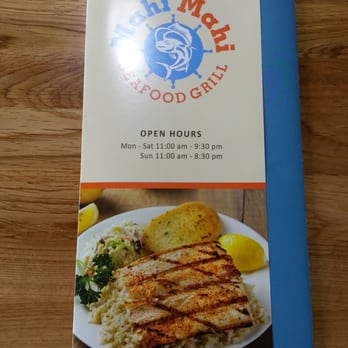 Mahi Mahi
SEAFOOD GRILL
OPEN HOURS
Mon - Sat 11:00 am - 9:30 pm
Sun 11:00 am - 8:30 pm